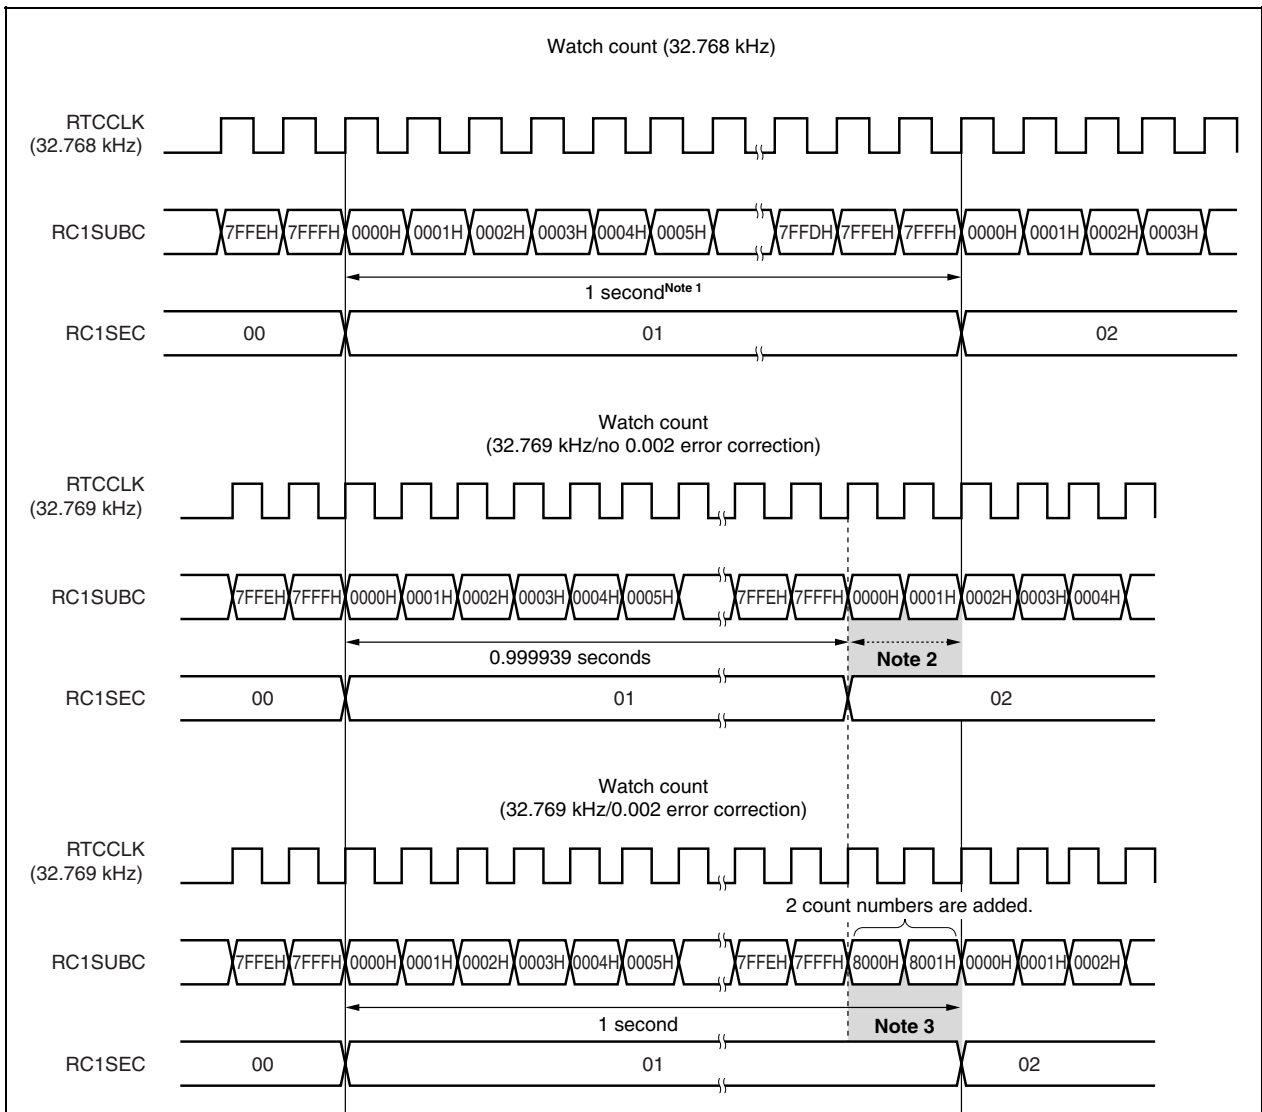 Watch count (32.768 kHz)
RTCCLK
(32.768 kHz)
RC1SUBC 7FFEH 7FFFH 0000H 0001H 0002H 0003H 0004H 0005H 7FFDH 7FFEH 7FFFH 0000H 0001H 0002H 0003H
1 secondNote 1
RC1SEC 00 01 02
Watch count
(32.769 kHz/no 0.002 error correction)
RTCCLK
(32.769 kHz)
RC1SUBC 7FFEH 7FFFH 0000H 0001H 0002H 0003H 0004H 0005H 7FFEH 7FFFH 0000H 0001H 0002H 0003H 0004H
0.999939 seconds Note 2
RC1SEC 00 01 02
Watch count
(32.769 kHz/0.002 error correction)
RTCCLK
(32.769 kHz)
2 count numbers are added.
RC1SUBC 7FFEH 7FFFH 0000H 0001H 0002H 0003H 0004H 0005H 7FFEH 7FFFH 8000H 8001H 0000H 0001H 0002H
1 second Note 3
RC1SEC 00 01 02